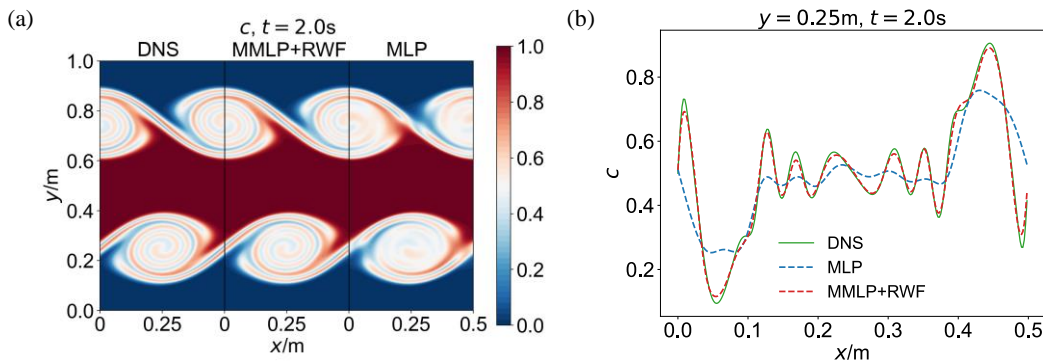 (a)
c, t = 2.0s
DNS MMLP+RWF MLP
1.0
0.8
0.6
0.4
0.2
0.0
y/m
0 0.25 0 0.25 0 0.25 0.5
x/m
1.0
0.8
0.6
0.4
0.2
0.0
(b)
y = 0.25m, t = 2.0s
0.8
0.6
0.4
0.2
c
DNS
MLP
MMLP+RWF
0.0 0.1 0.2 0.3 0.4 0.5
x/m